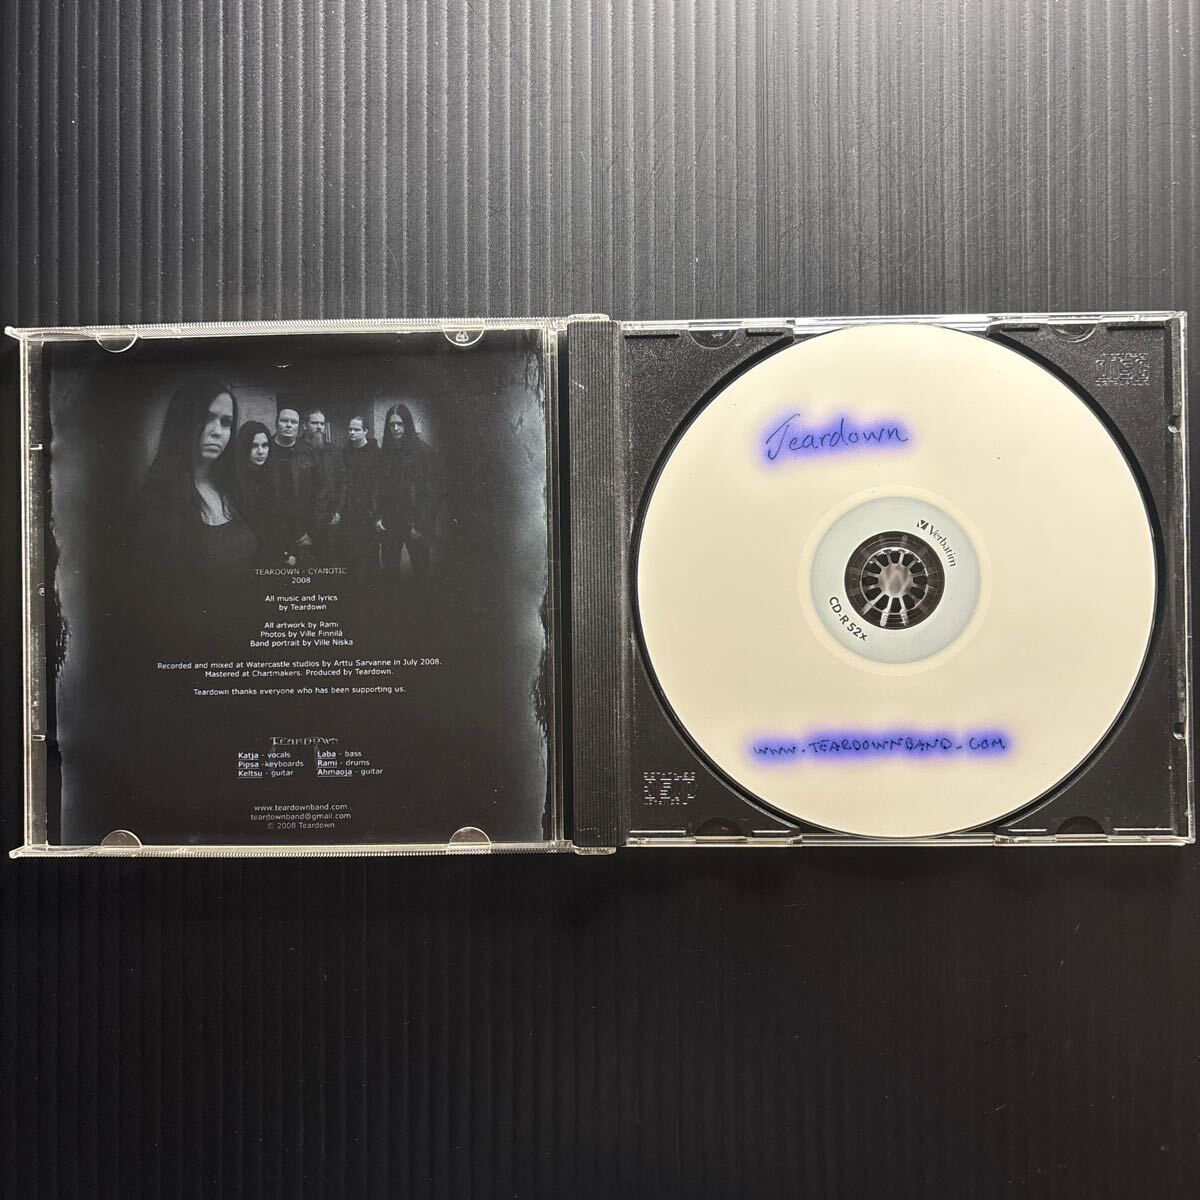 TEARDOWN - CYANOTIC
2008
All music and lyrics
by Teardown
All artwork by Rami
Photos by Ville Finnilä
Band portrait by Ville Niska
Recorded and mixed at Watercastle studios by Arttu Sarvanne in July 2008.
Mastered at Chartmakers. Produced by Teardown.
Teardown thanks everyone who has been supporting us.
TEARDOWN
Katja - vocals
Pipsa - keyboards
Keltsu - guitar
Laba - bass
Rami - drums
Ahmaoja - guitar
www.teardownband.com
teardownband@gmail.com
© 2008 Teardown
Teardown
Verbatim
CD-R 52x
www.TEARDOWNBAND.COM